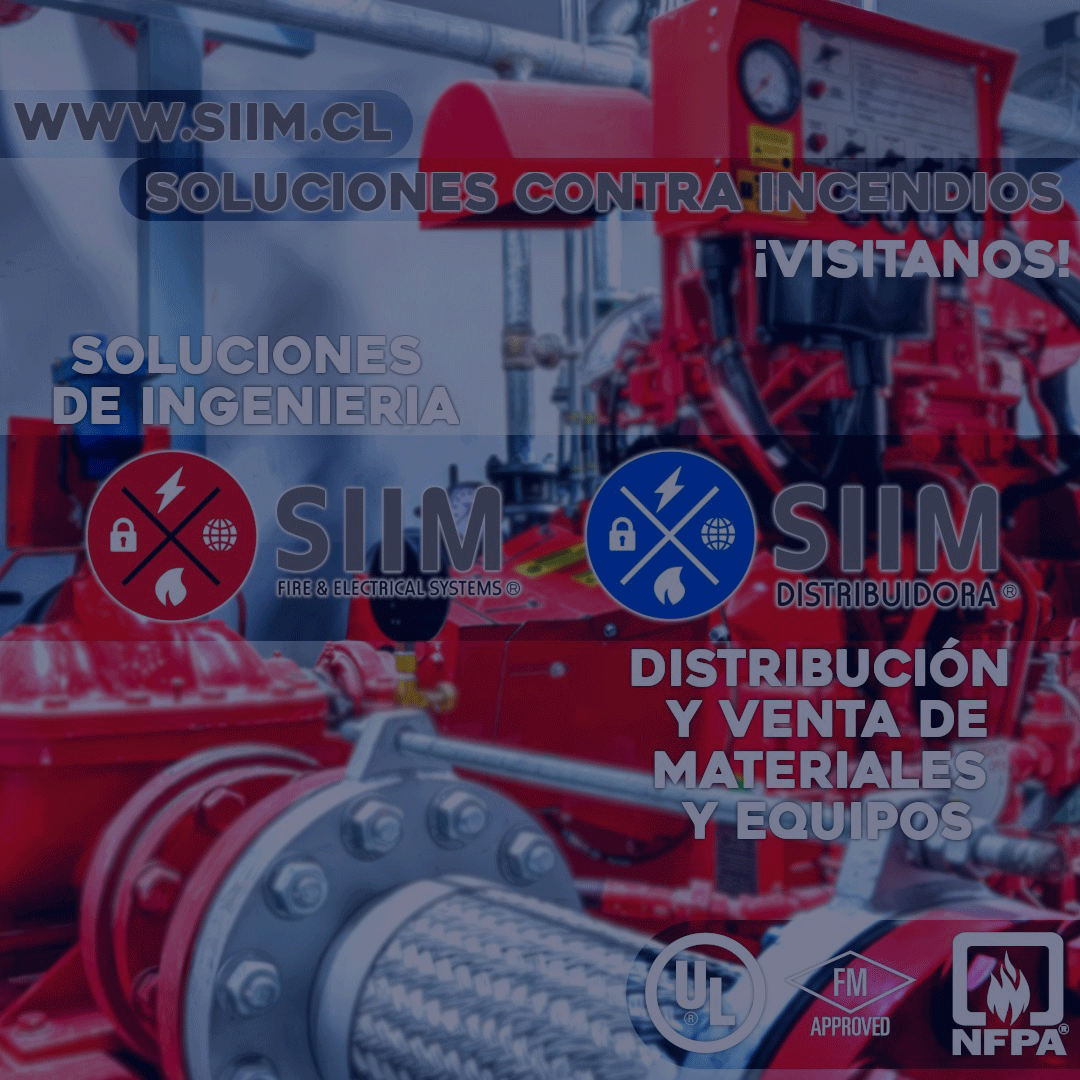 WWW.SIIM.CL
SOLUCIONES CONTRA INCENDIOS
¡VISITANOS!
SOLUCIONES
DE INGENIERIA
SIIM
FIRE & ELECTRICAL SYSTEMS®
SIIM
DISTRIBUIDORA®
DISTRIBUCIÓN
Y VENTA DE
MATERIALES
Y EQUIPOS
UL®
FM
APPROVED
NFPA®